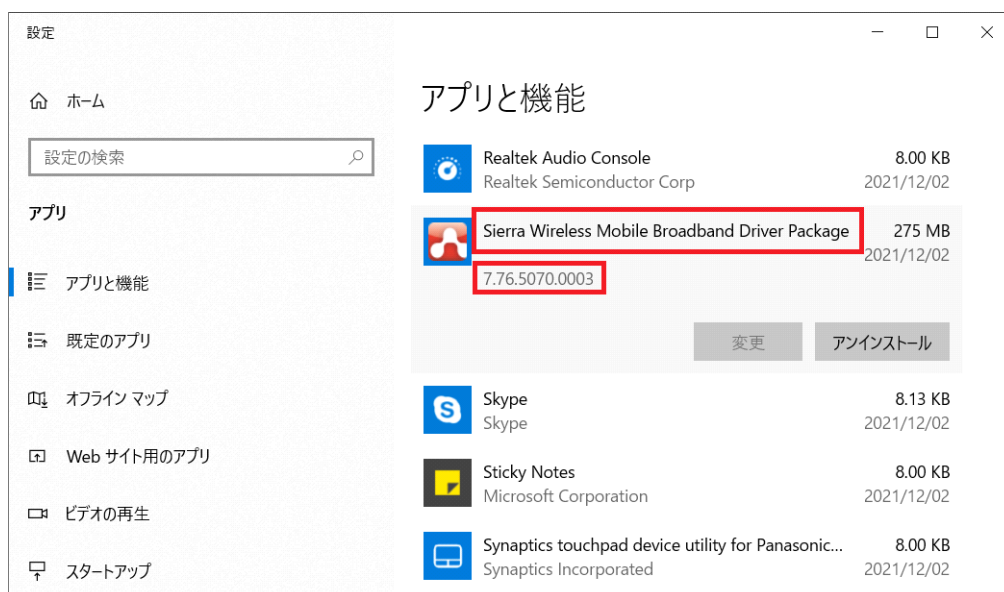 設定
ホーム
設定の検索
アプリ
アプリと機能
既定のアプリ
オフライン マップ
Web サイト用のアプリ
ビデオの再生
スタートアップ
アプリと機能
Realtek Audio Console 8.00 KB
Realtek Semiconductor Corp 2021/12/02
Sierra Wireless Mobile Broadband Driver Package 275 MB
2021/12/02
7.76.5070.0003
変更 アンインストール
Skype 8.13 KB
Skype 2021/12/02
Sticky Notes 8.00 KB
Microsoft Corporation 2021/12/02
Synaptics touchpad device utility for Panasonic... 8.00 KB
Synaptics Incorporated 2021/12/02